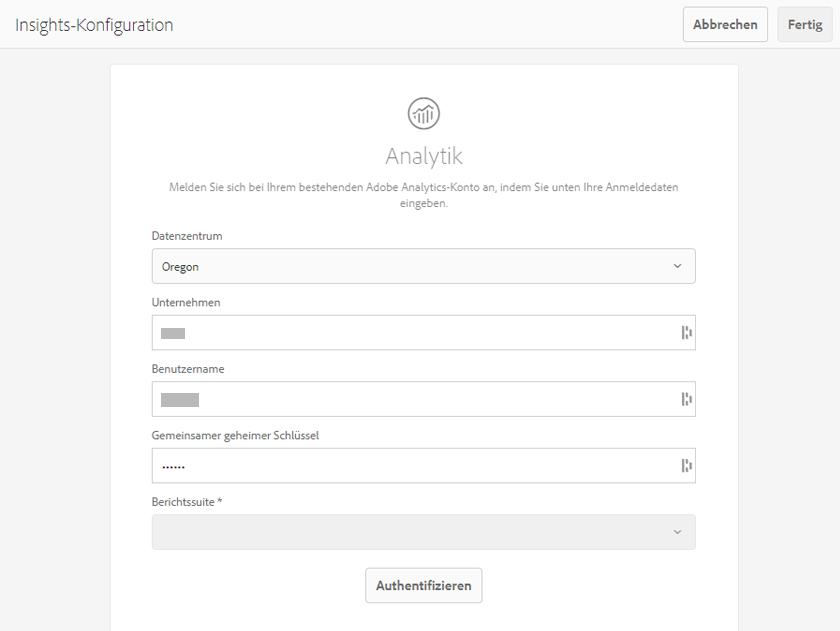 Insights-Konfiguration
Abbrechen
Fertig
Analytik
Melden Sie sich bei Ihrem bestehenden Adobe Analytics-Konto an, indem Sie unten Ihre Anmeldedaten
eingeben.
Datenzentrum
Oregon
Unternehmen
Benutzername
Gemeinsamer geheimer Schlüssel
••••••
Berichtssuite *
Authentifizieren